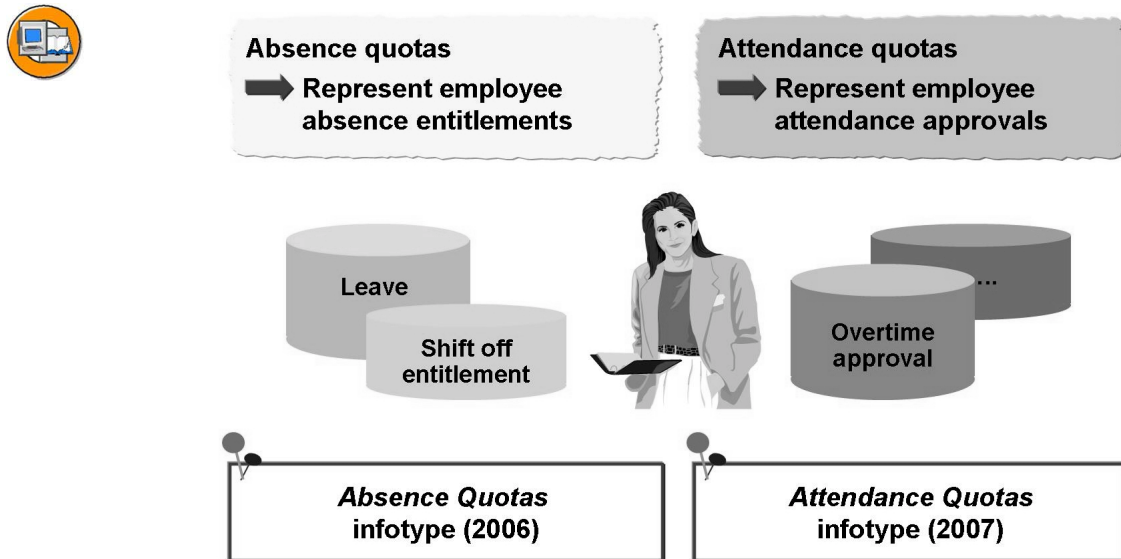 Absence quotas
Represent employee
absence entitlements
Attendance quotas
Represent employee
attendance approvals
Leave
Shift off
entitlement
...
Overtime
approval
Absence Quotas
infotype (2006)
Attendance Quotas
infotype (2007)